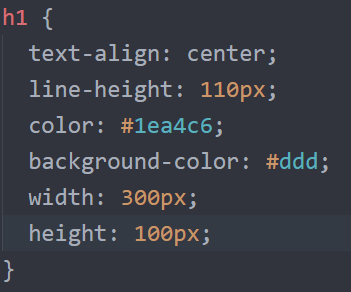 h1 {
text-align: center;
line-height: 110px;
color: #1ea4c6;
background-color: #ddd;
width: 300px;
height: 100px;
}